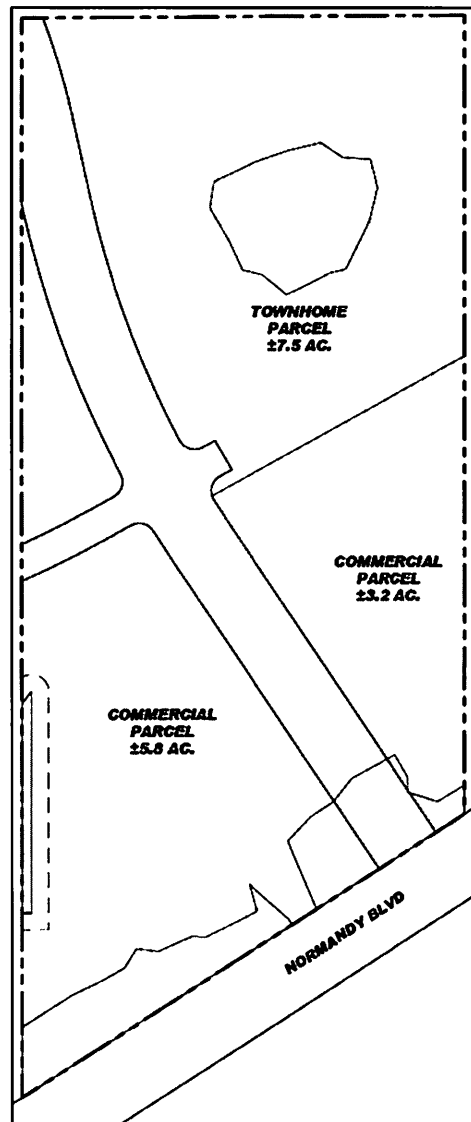 TOWNHOME
PARCEL
±7.5 AC.
COMMERCIAL
PARCEL
±3.2 AC.
COMMERCIAL
PARCEL
±5.8 AC.
NORMANDY BLVD